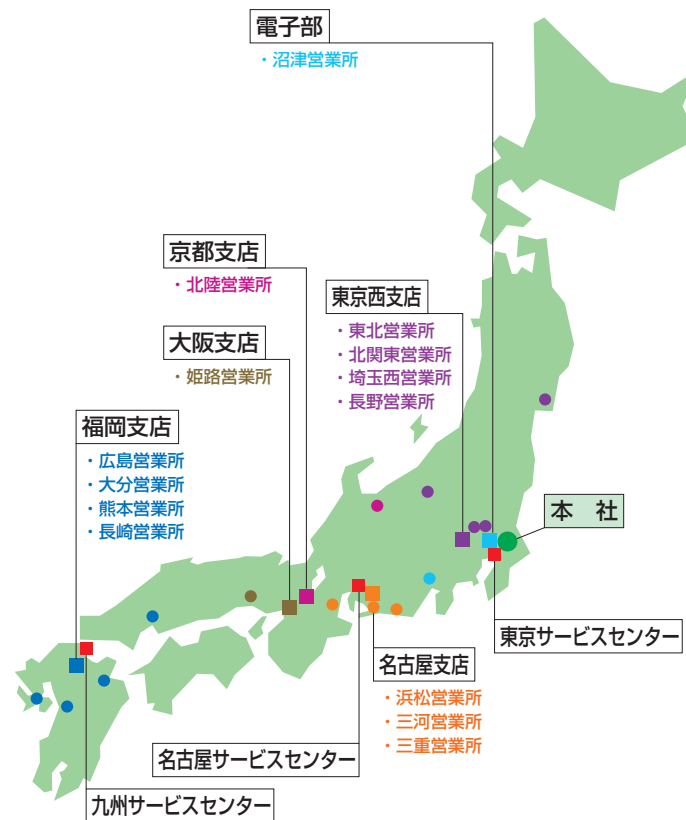 電子部
・沼津営業所
京都支店
・北陸営業所
東京西支店
・東北営業所
・北関東営業所
・埼玉西営業所
・長野営業所
大阪支店
・姫路営業所
福岡支店
・広島営業所
・大分営業所
・熊本営業所
・長崎営業所
本　社
東京サービスセンター
名古屋支店
・浜松営業所
・三河営業所
・三重営業所
名古屋サービスセンター
九州サービスセンター